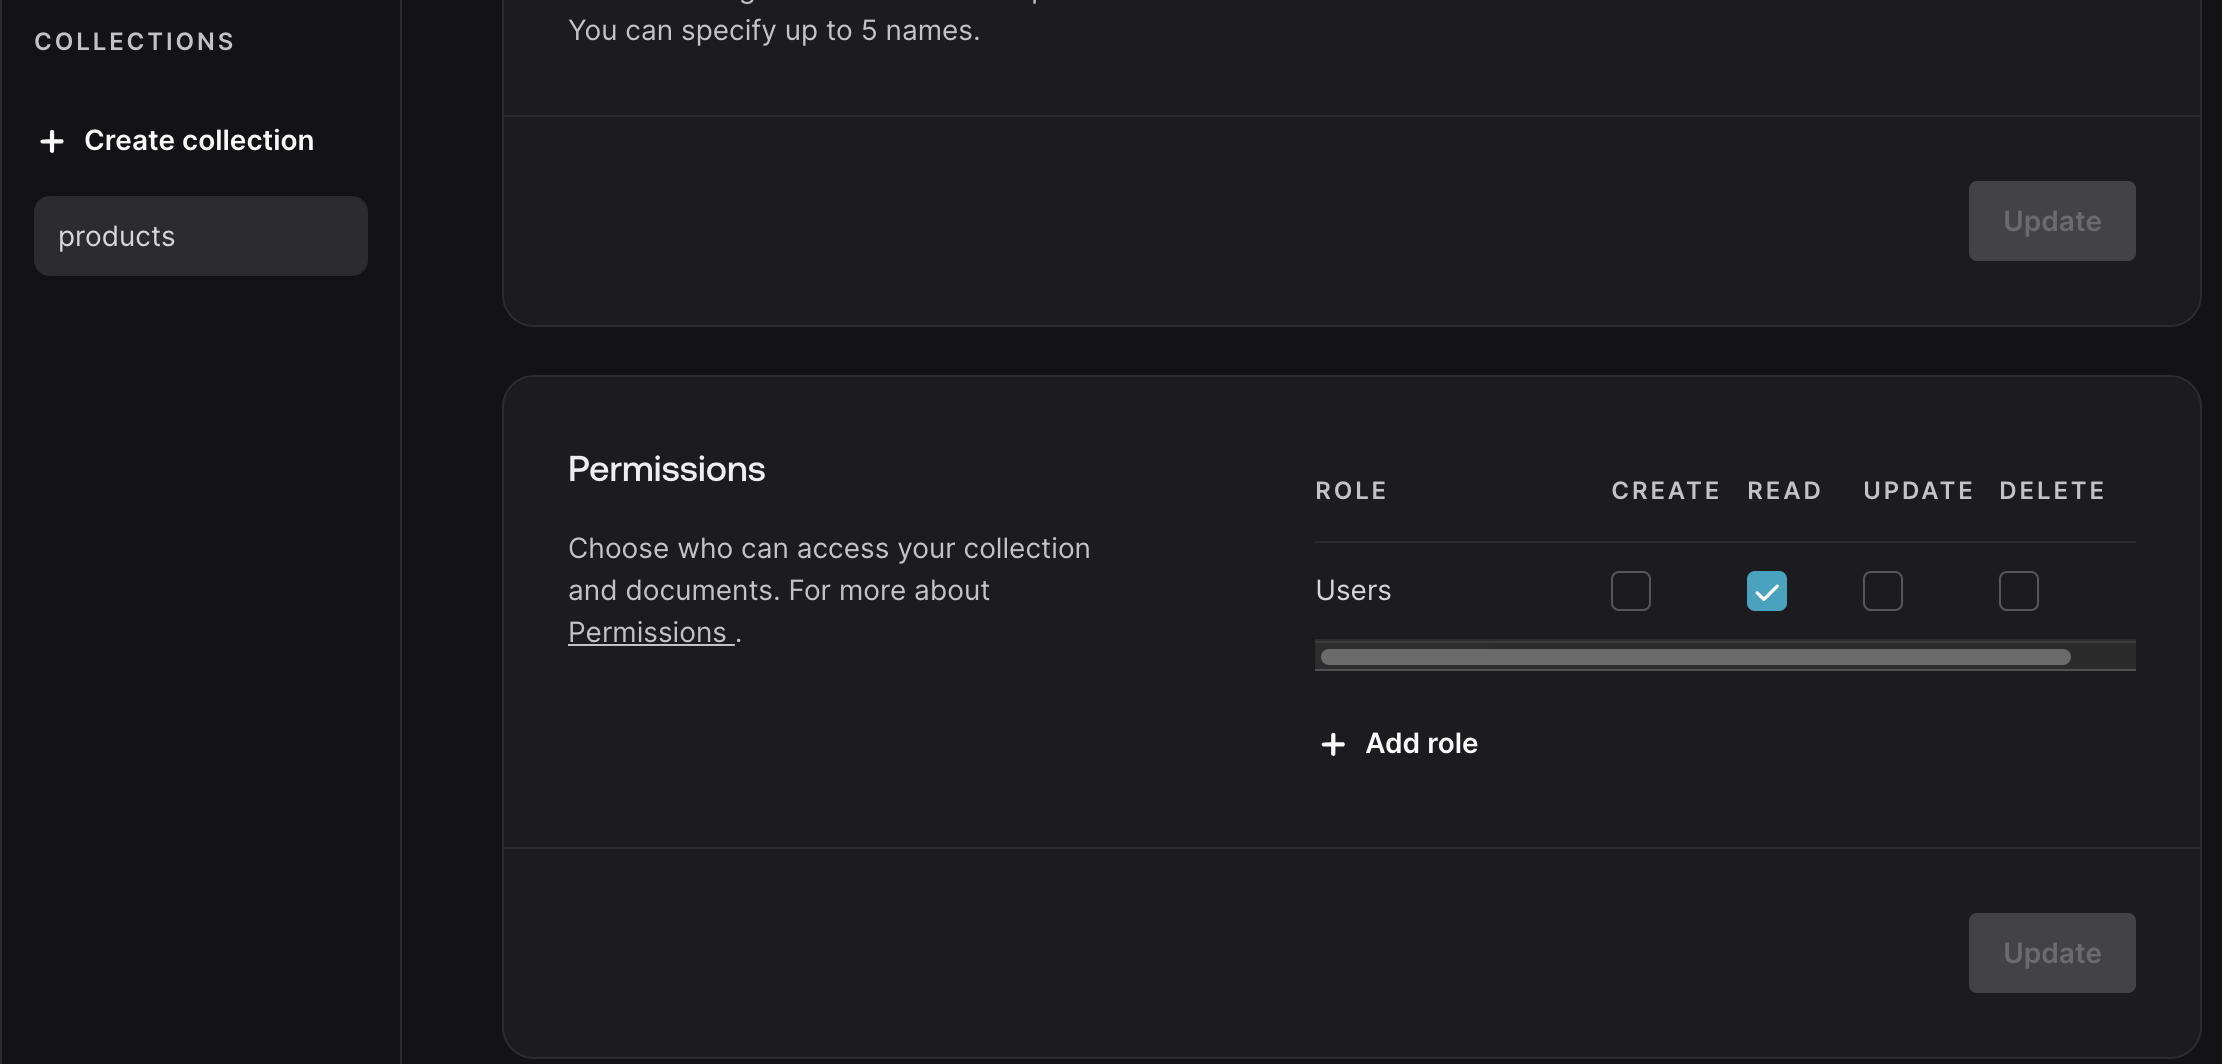 COLLECTIONS
Create collection
products
You can specify up to 5 names.
Update
Permissions
Choose who can access your collection
and documents. For more about
Permissions .
ROLE CREATE READ UPDATE DELETE
Users
Add role
Update